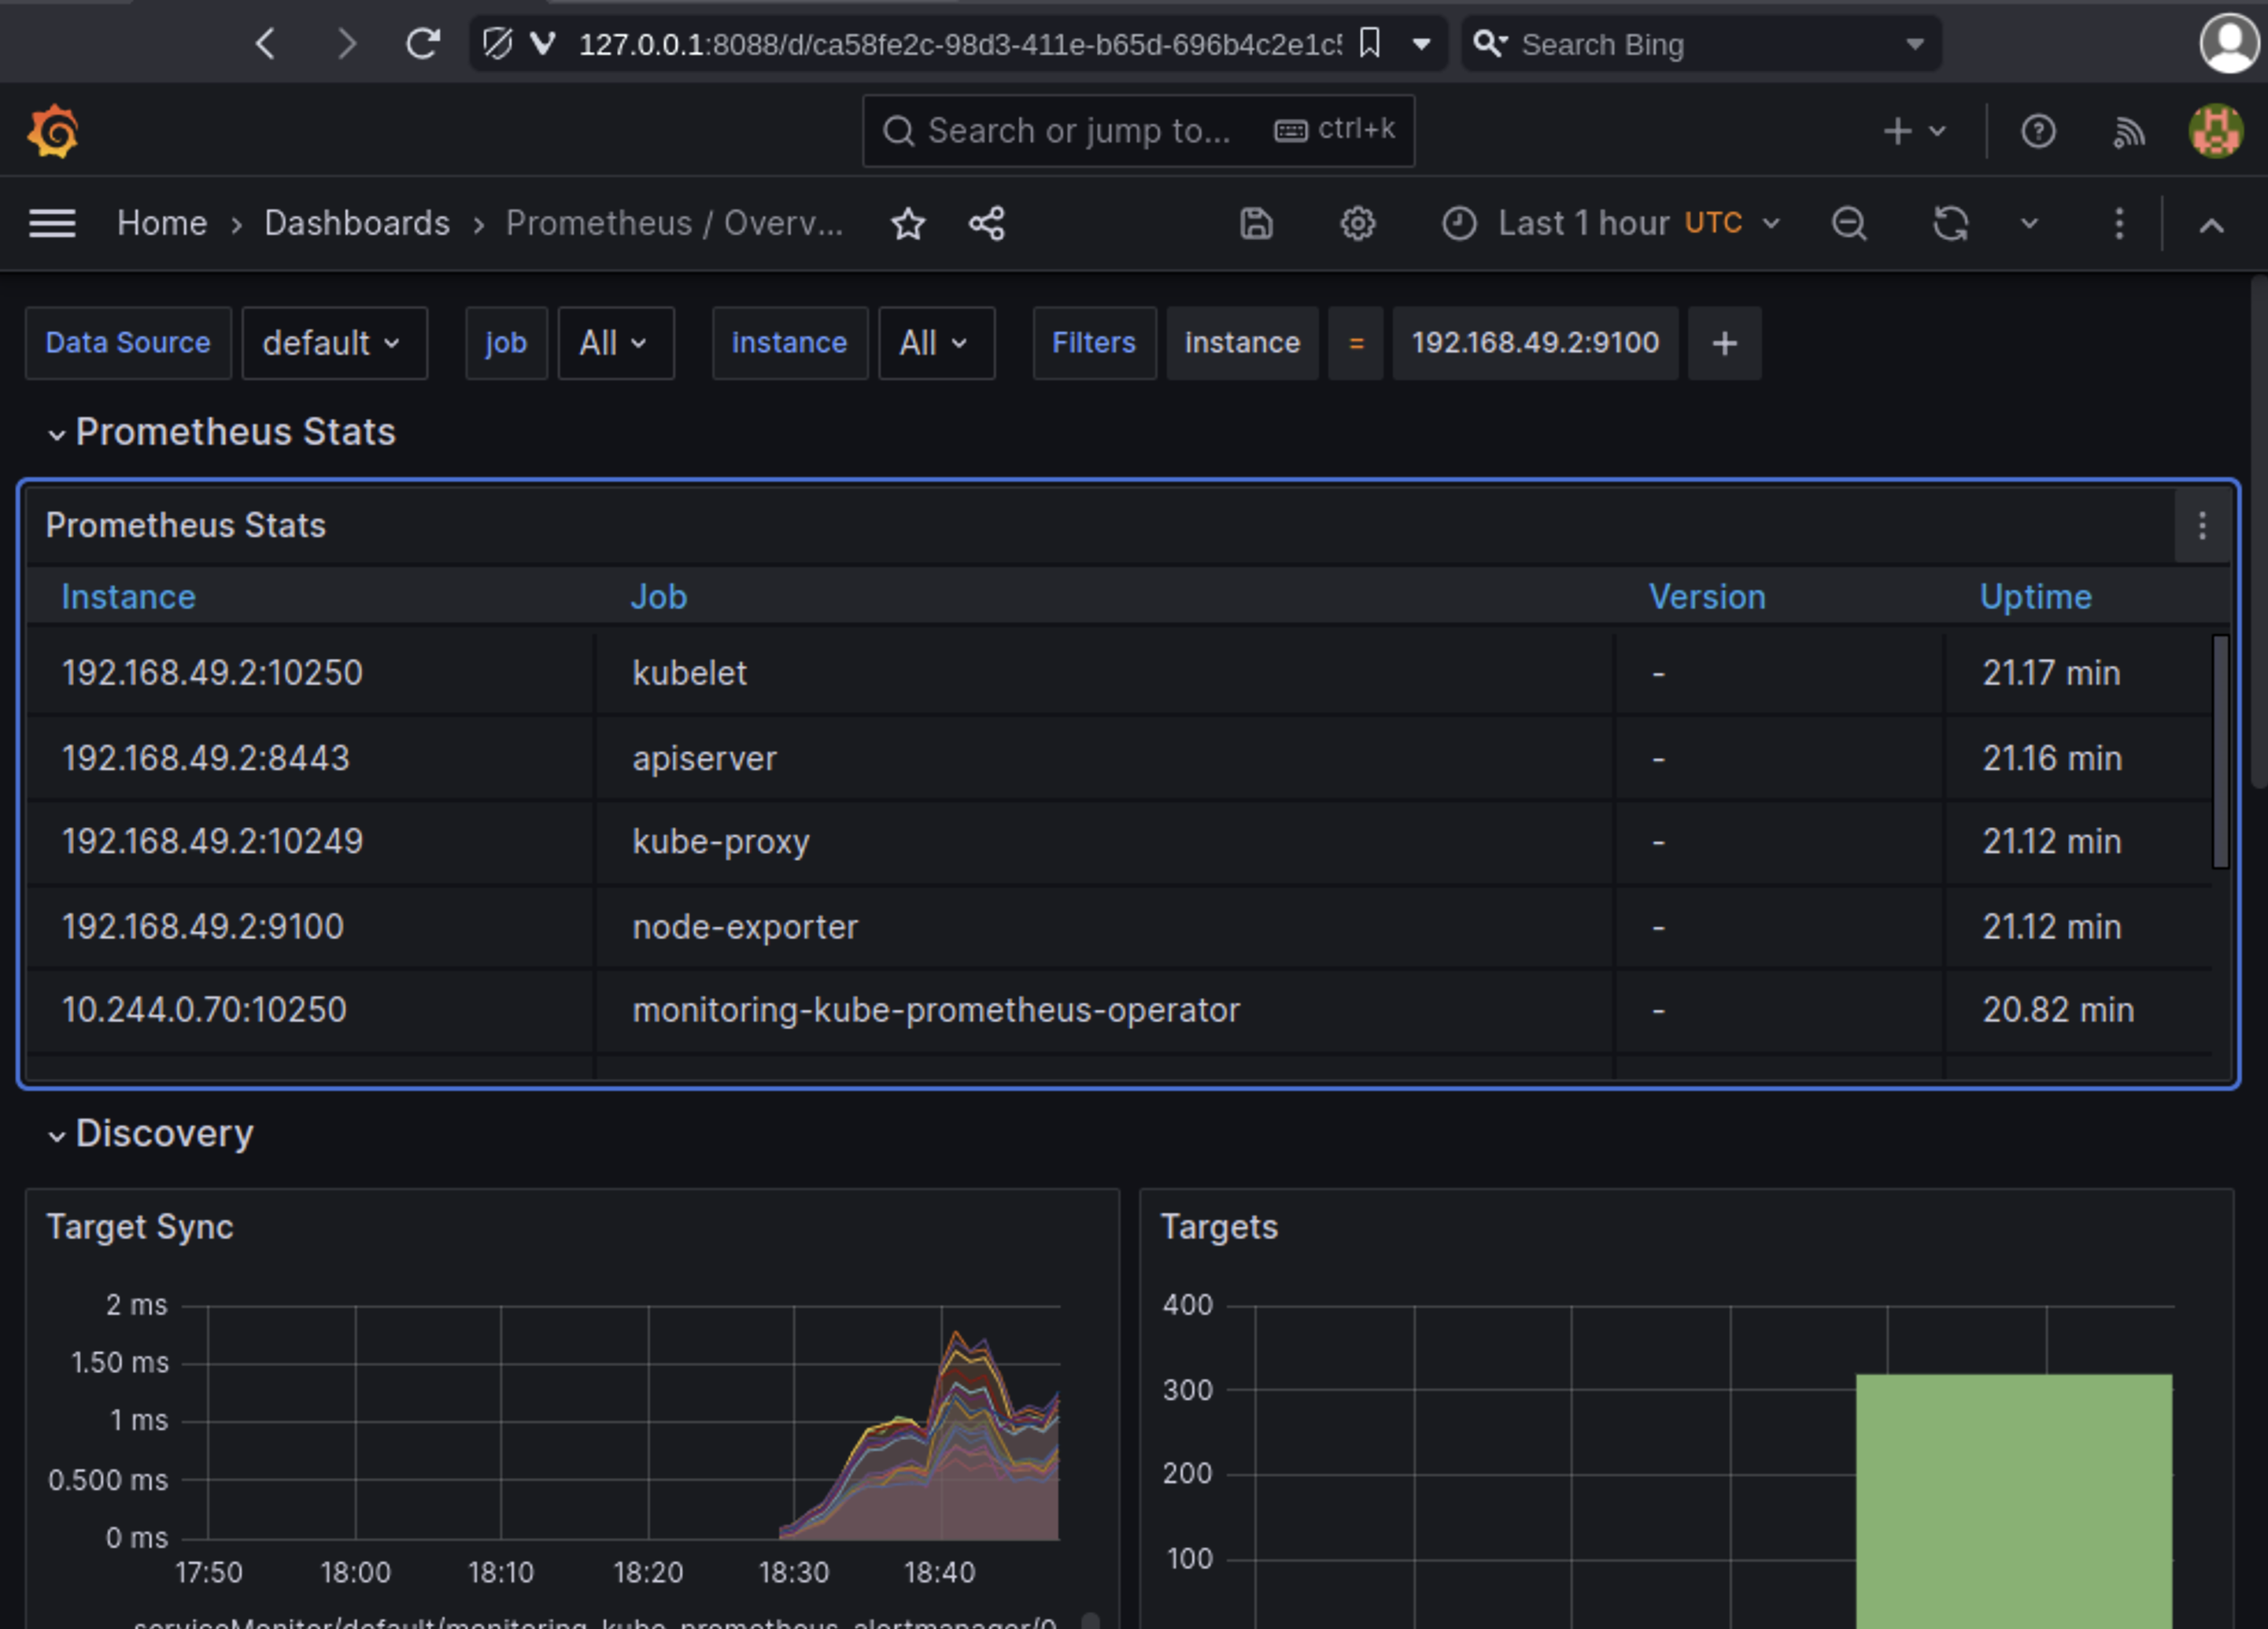 127.0.0.1:8088/d/ca58fe2c-98d3-411e-b65d-696b4c2e1c
Search Bing
Search or jump to...
ctrl+k
Home › Dashboards › Prometheus / Overv...
Last 1 hour UTC
Data Source default job All instance All Filters instance = 192.168.49.2:9100 +
Prometheus Stats
Prometheus Stats
Instance Job Version Uptime
192.168.49.2:10250 kubelet - 21.17 min
192.168.49.2:8443 apiserver - 21.16 min
192.168.49.2:10249 kube-proxy - 21.12 min
192.168.49.2:9100 node-exporter - 21.12 min
10.244.0.70:10250 monitoring-kube-prometheus-operator - 20.82 min
Discovery
Target Sync
2 ms
1.50 ms
1 ms
0.500 ms
0 ms
17:50 18:00 18:10 18:20 18:30 18:40
serviceMonitor/default/monitoring-kube-prometheus-alertmanager/0
Targets
400
300
200
100